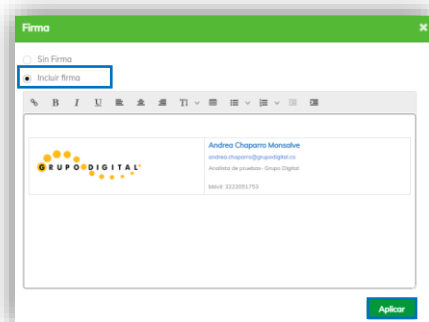 Firma
Sin Firma
Incluir firma
B I U
GRUPO DIGITAL
Andrea Chaparro Monsalve
andrea.chaparro@grupodigital.co
Analista de pruebas- Grupo Digital
Móvil: 3222051753
Aplicar